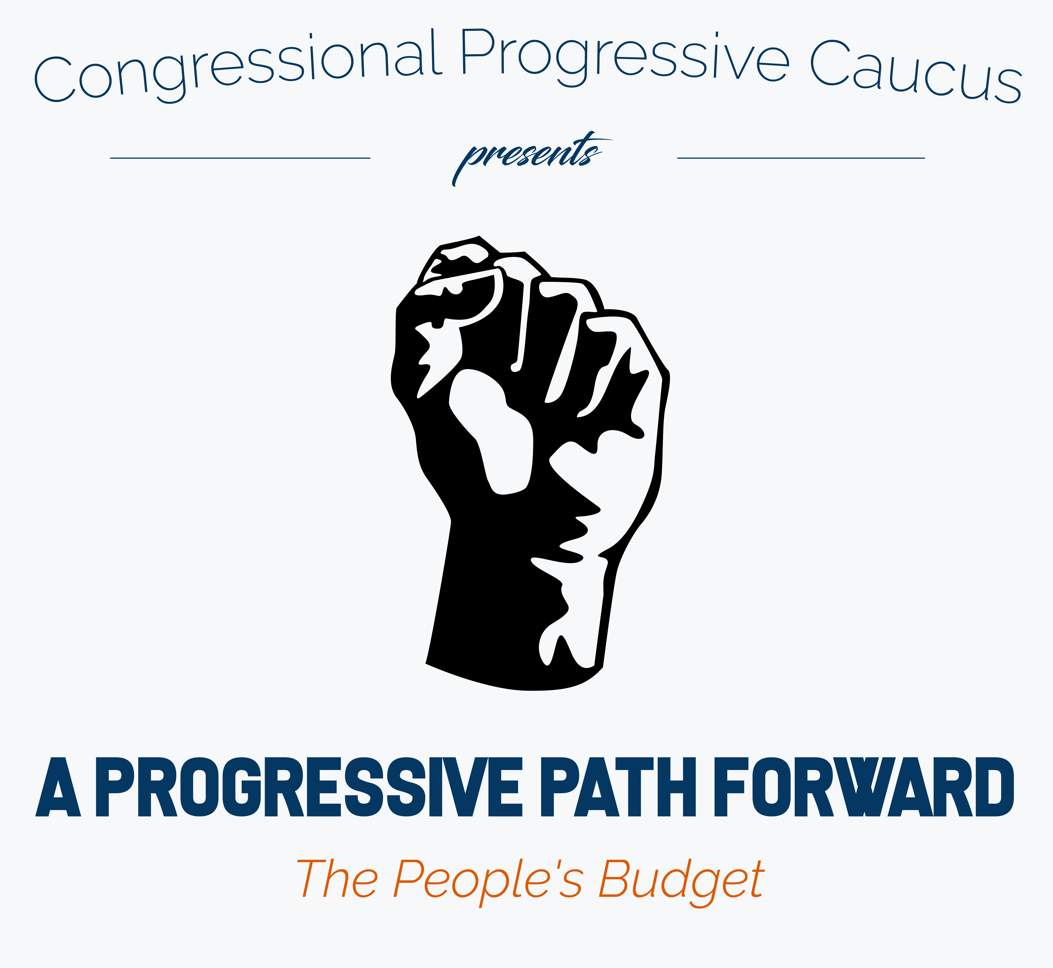 Congressional Progressive Caucus
presents
A PROGRESSIVE PATH FORWARD
The People's Budget